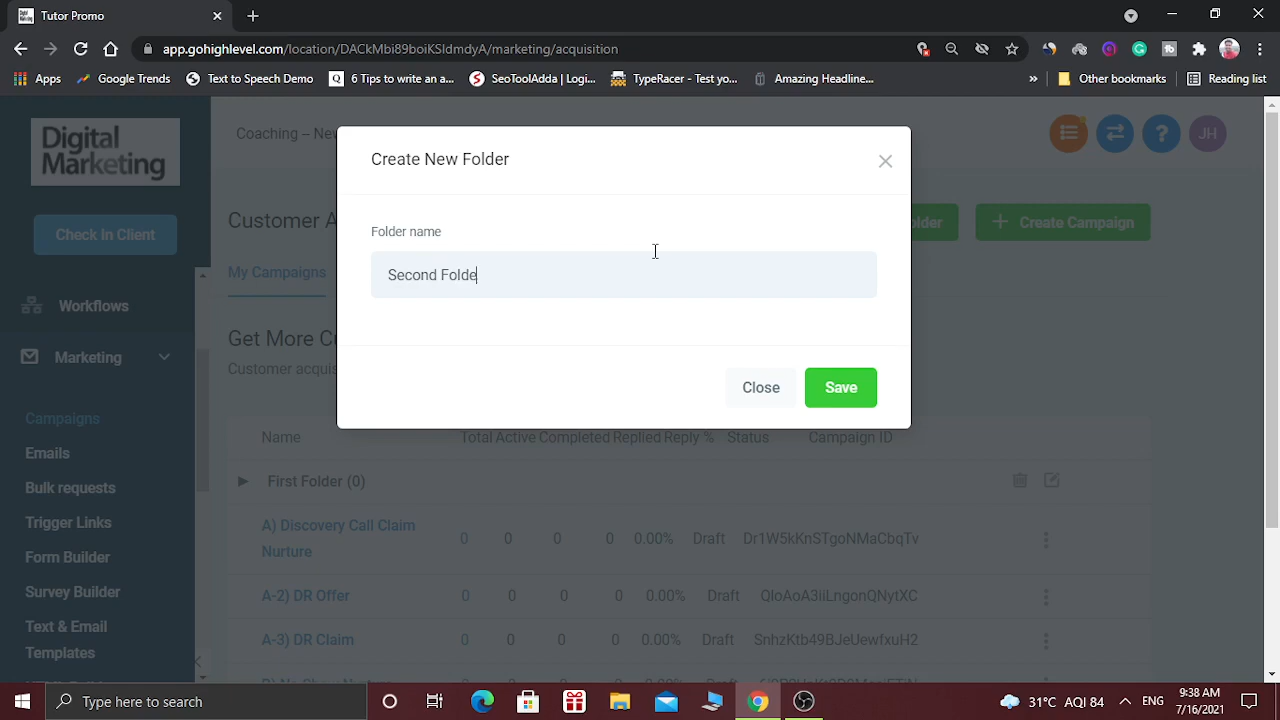 Tutor Promo
app.gohighlevel.com/location/DACkMbi89boiKSIdmdyA/marketing/acquisition
Apps Google Trends Text to Speech Demo 6 Tips to write an a... SeoToolAdda | Logi... TypeRacer - Test yo... Amazing Headline... » Other bookmarks Reading list
Digital
Marketing
Check In Client
Workflows
Marketing
Campaigns
Emails
Bulk requests
Trigger Links
Form Builder
Survey Builder
Text & Email
Templates
Coaching – New
JH
Customer A
older
+ Create Campaign
My Campaigns
Get More Cu
Customer acquis
Create New Folder
Folder name
Second Folde
Close
Save
Name Total Active Completed Replied Reply % Status Campaign ID
First Folder (0)
A) Discovery Call Claim
Nurture
0 0 0 0 0.00% Draft Dr1W5kKnSTgoNMaCbqTv
A-2) DR Offer 0 0 0 0 0.00% Draft QIoAoA3iiLngonQNytXC
A-3) DR Claim 0 0 0 0 0.00% Draft SnhzKtb49BJeUewfxuH2
Type here to search
31°C AQI 84
ENG
9:38 AM
7/16/2021